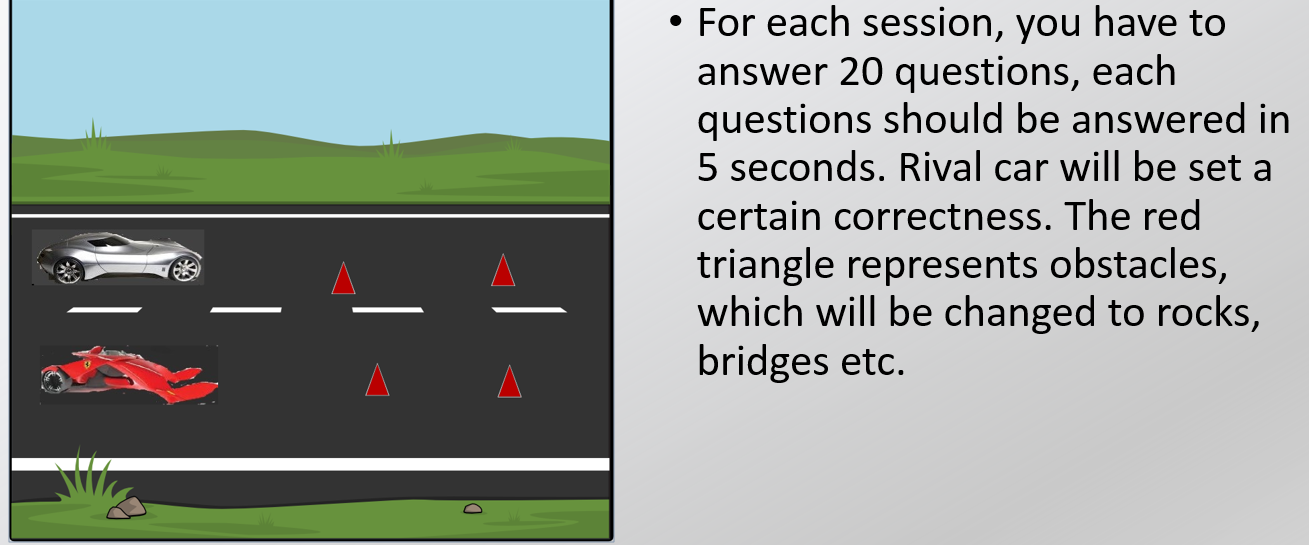 • For each session, you have to
answer 20 questions, each
questions should be answered in
5 seconds. Rival car will be set a
certain correctness. The red
triangle represents obstacles,
which will be changed to rocks,
bridges etc.